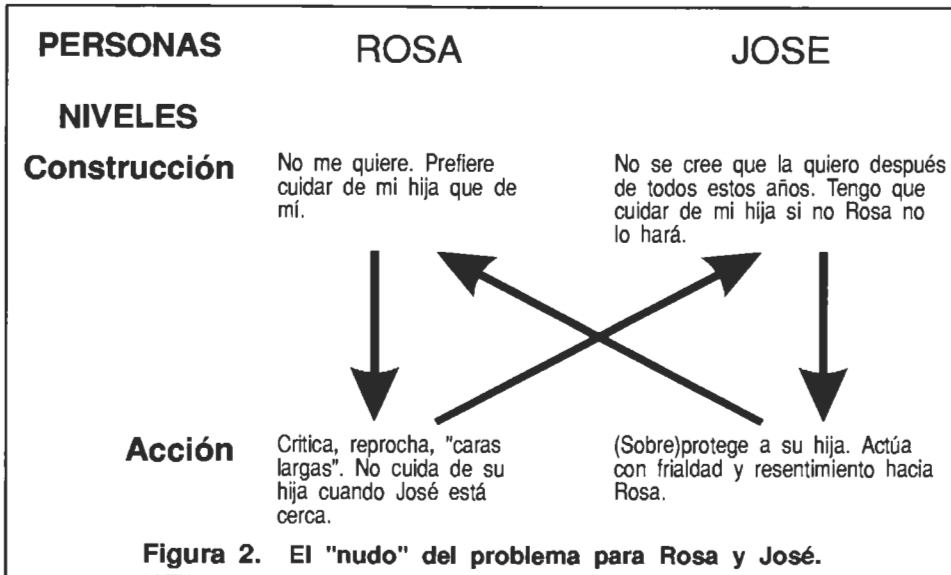 PERSONAS ROSA JOSE
NIVELES
Construcción
No me quiere. Prefiere
cuidar de mi hija que de
mí.
No se cree que la quiero después
de todos estos años. Tengo que
cuidar de mi hija si no Rosa no
lo hará.
Acción
Critica, reprocha, "caras
largas". No cuida de su
hija cuando José está
cerca.
(Sobre)protege a su hija. Actúa
con frialdad y resentimiento hacia
Rosa.
Figura 2. El "nudo" del problema para Rosa y José.